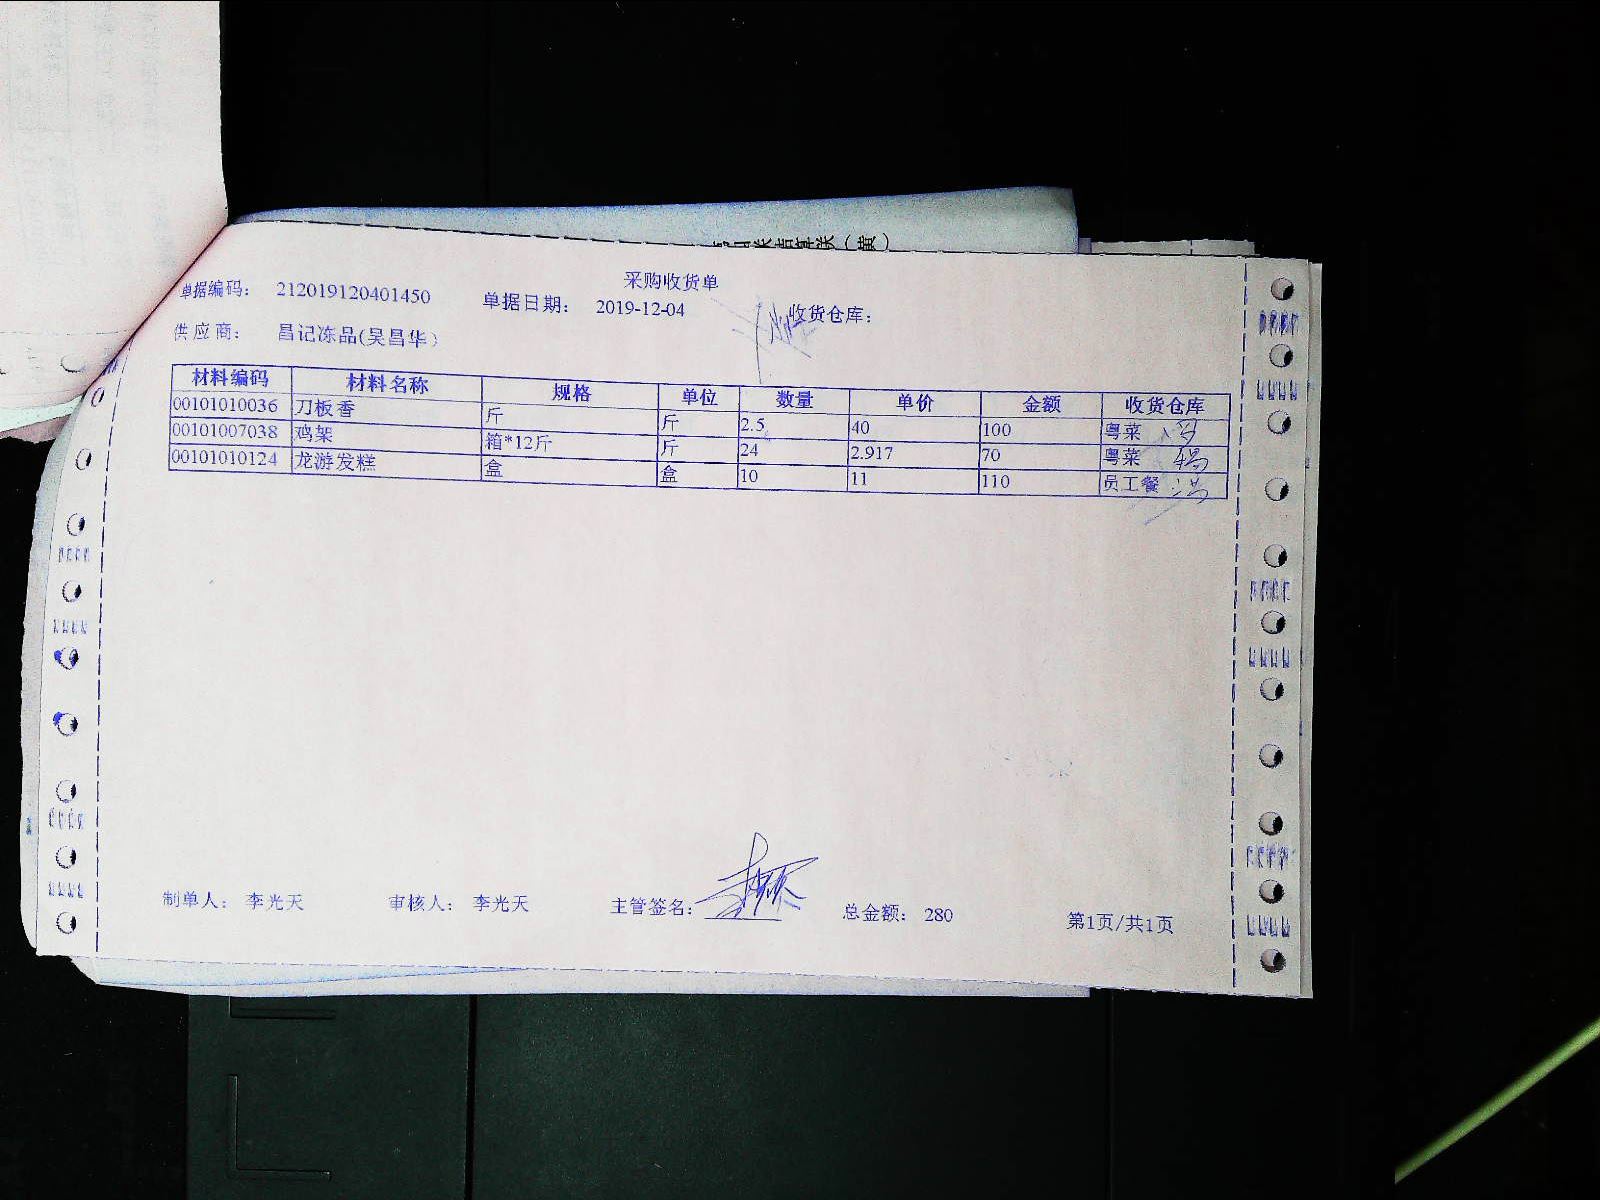 采购收货单
单据编码: 212019120401450 单据日期: 2019-12-04 收货仓库:
供应商: 昌记冻品(吴昌华)
材料编码 材料名称 规格 单位 数量 单价 金额 收货仓库
00101010036 刀板香 斤 斤 2.5 40 100 粤菜
00101007038 鸡架 箱*12斤 斤 24 2.917 70 粤菜
00101010124 龙游发糕 盒 盒 10 11 110 员工餐
制单人: 李光天 审核人: 李光天 主管签名: 总金额: 280 第1页/共1页